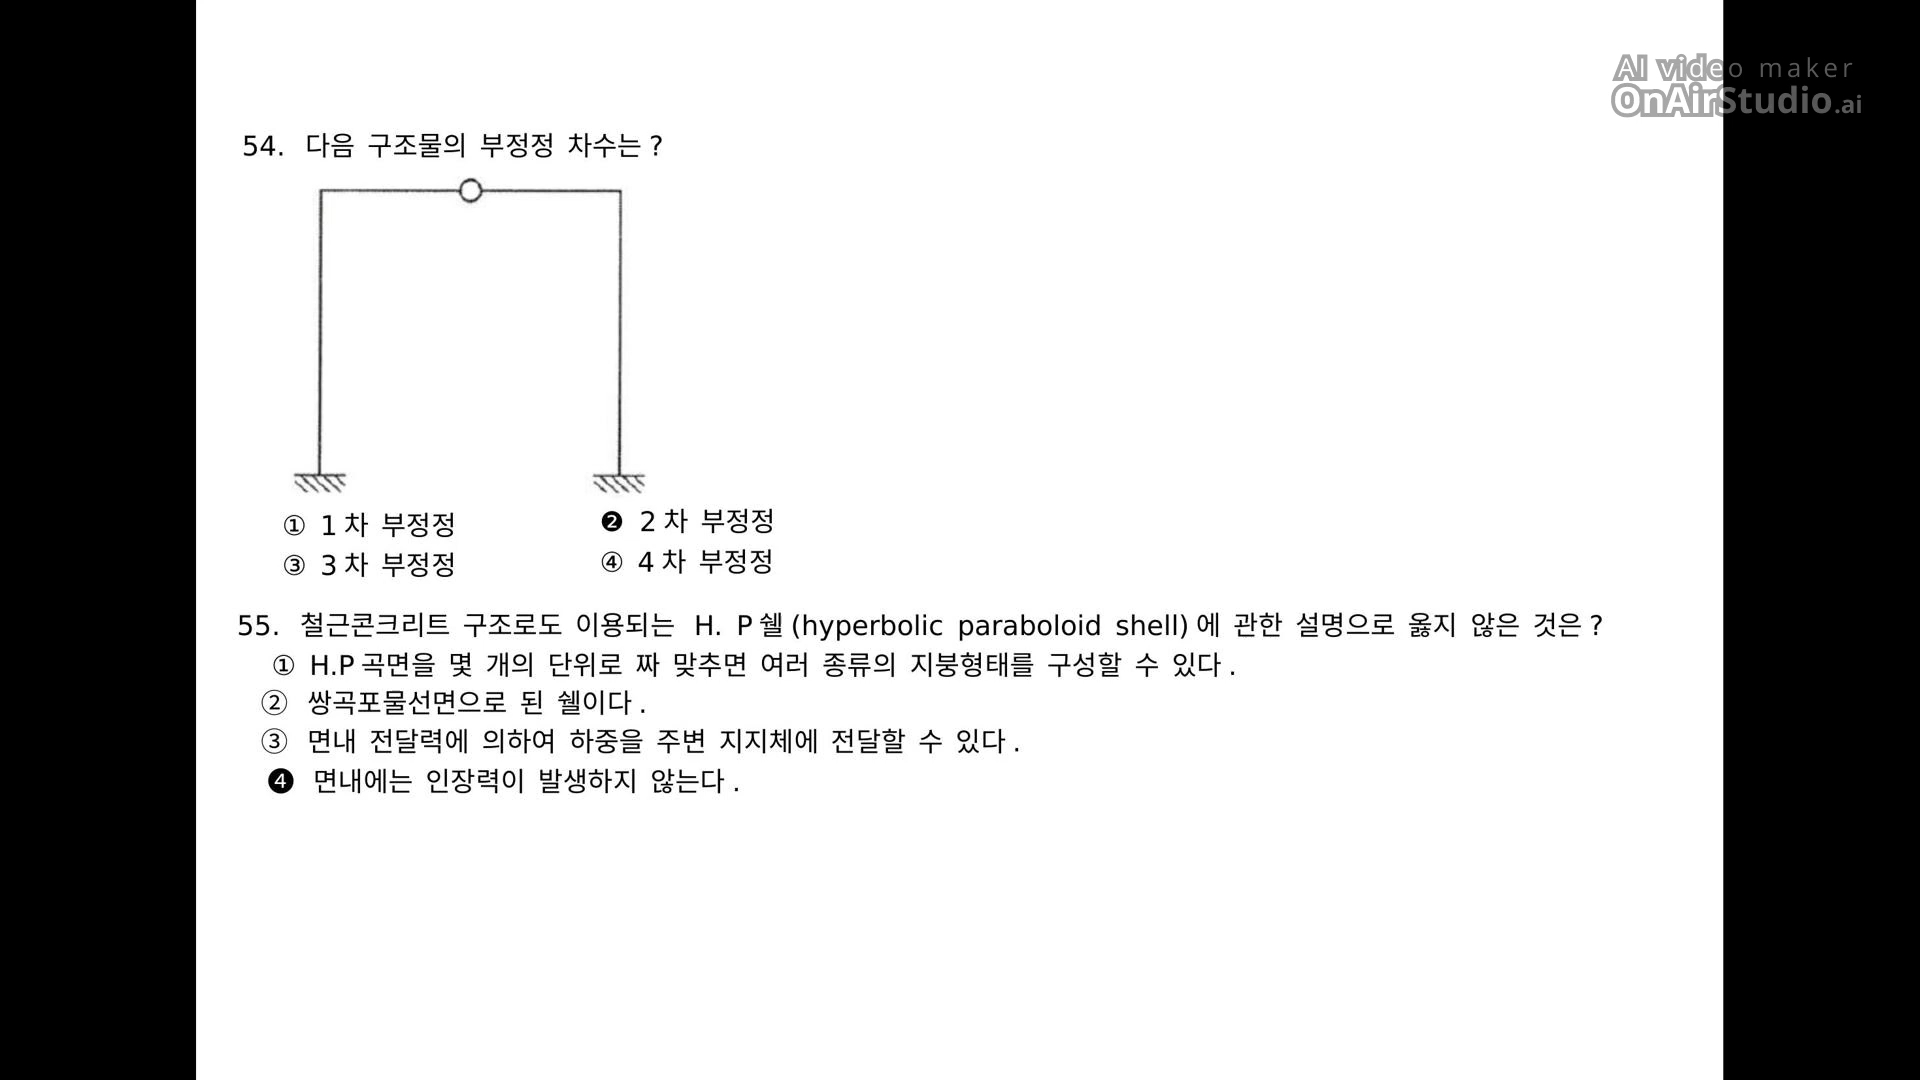 AI video maker
OnAirStudio.ai
54. 다음 구조물의 부정정 차수는?
① 1차 부정정 ❷ 2차 부정정
③ 3차 부정정 ④ 4차 부정정
55. 철근콘크리트 구조로도 이용되는 H. P쉘(hyperbolic paraboloid shell)에 관한 설명으로 옳지 않은 것은?
① H.P곡면을 몇 개의 단위로 짜 맞추면 여러 종류의 지붕형태를 구성할 수 있다.
② 쌍곡포물선면으로 된 쉘이다.
③ 면내 전달력에 의하여 하중을 주변 지지체에 전달할 수 있다.
❹ 면내에는 인장력이 발생하지 않는다.